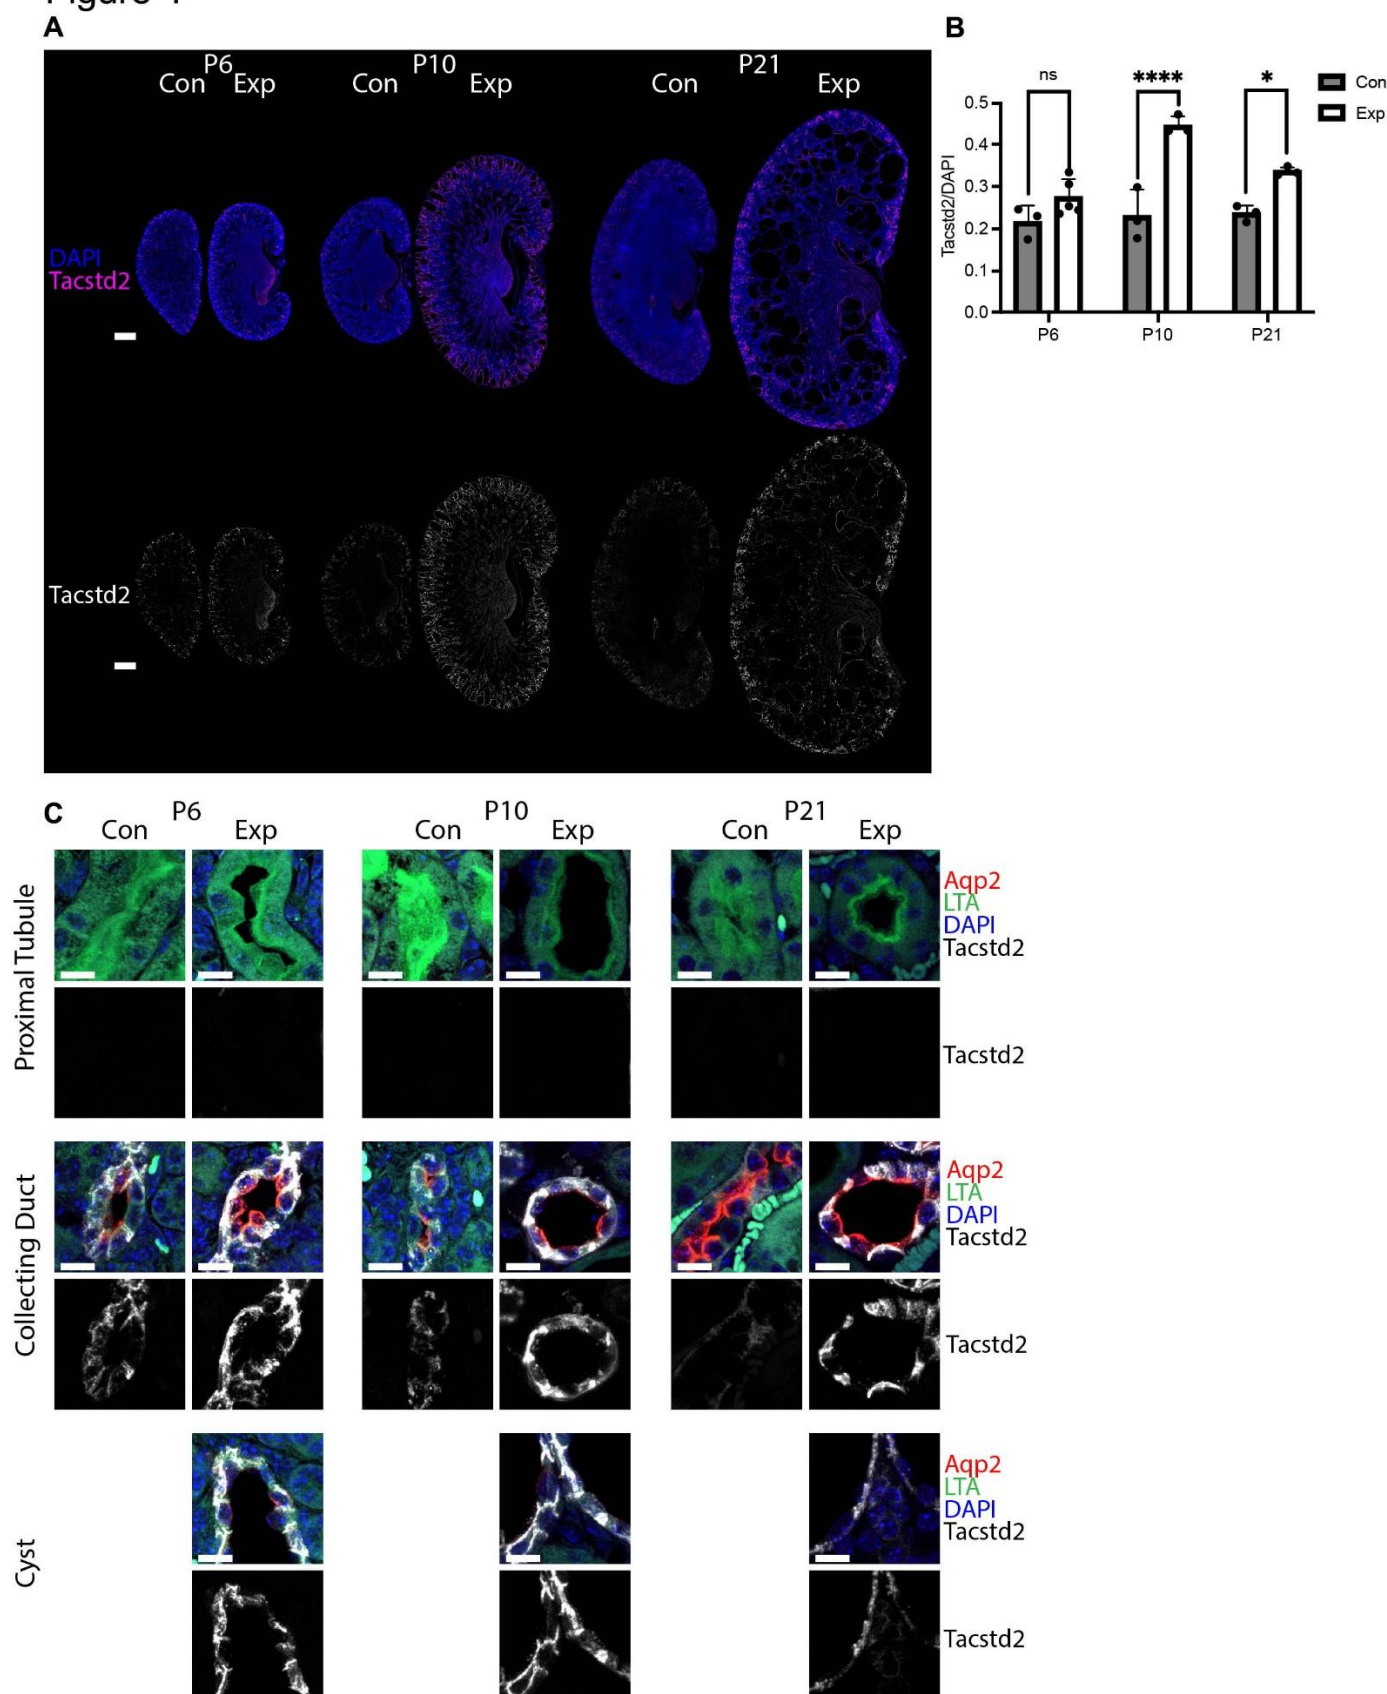 A
P6
Con Exp
P10
Con Exp
P21
Con Exp
DAPI
Tacstd2
Tacstd2
B
ns
****
*
Con
Exp
Tacstd2/DAPI
0.5
0.4
0.3
0.2
0.1
0.0
P6 P10 P21
C
P6
Con Exp
P10
Con Exp
P21
Con Exp
Proximal Tubule
Aqp2
LTA
DAPI
Tacstd2
Tacstd2
Collecting Duct
Aqp2
LTA
DAPI
Tacstd2
Tacstd2
Cyst
Aqp2
LTA
DAPI
Tacstd2
Tacstd2